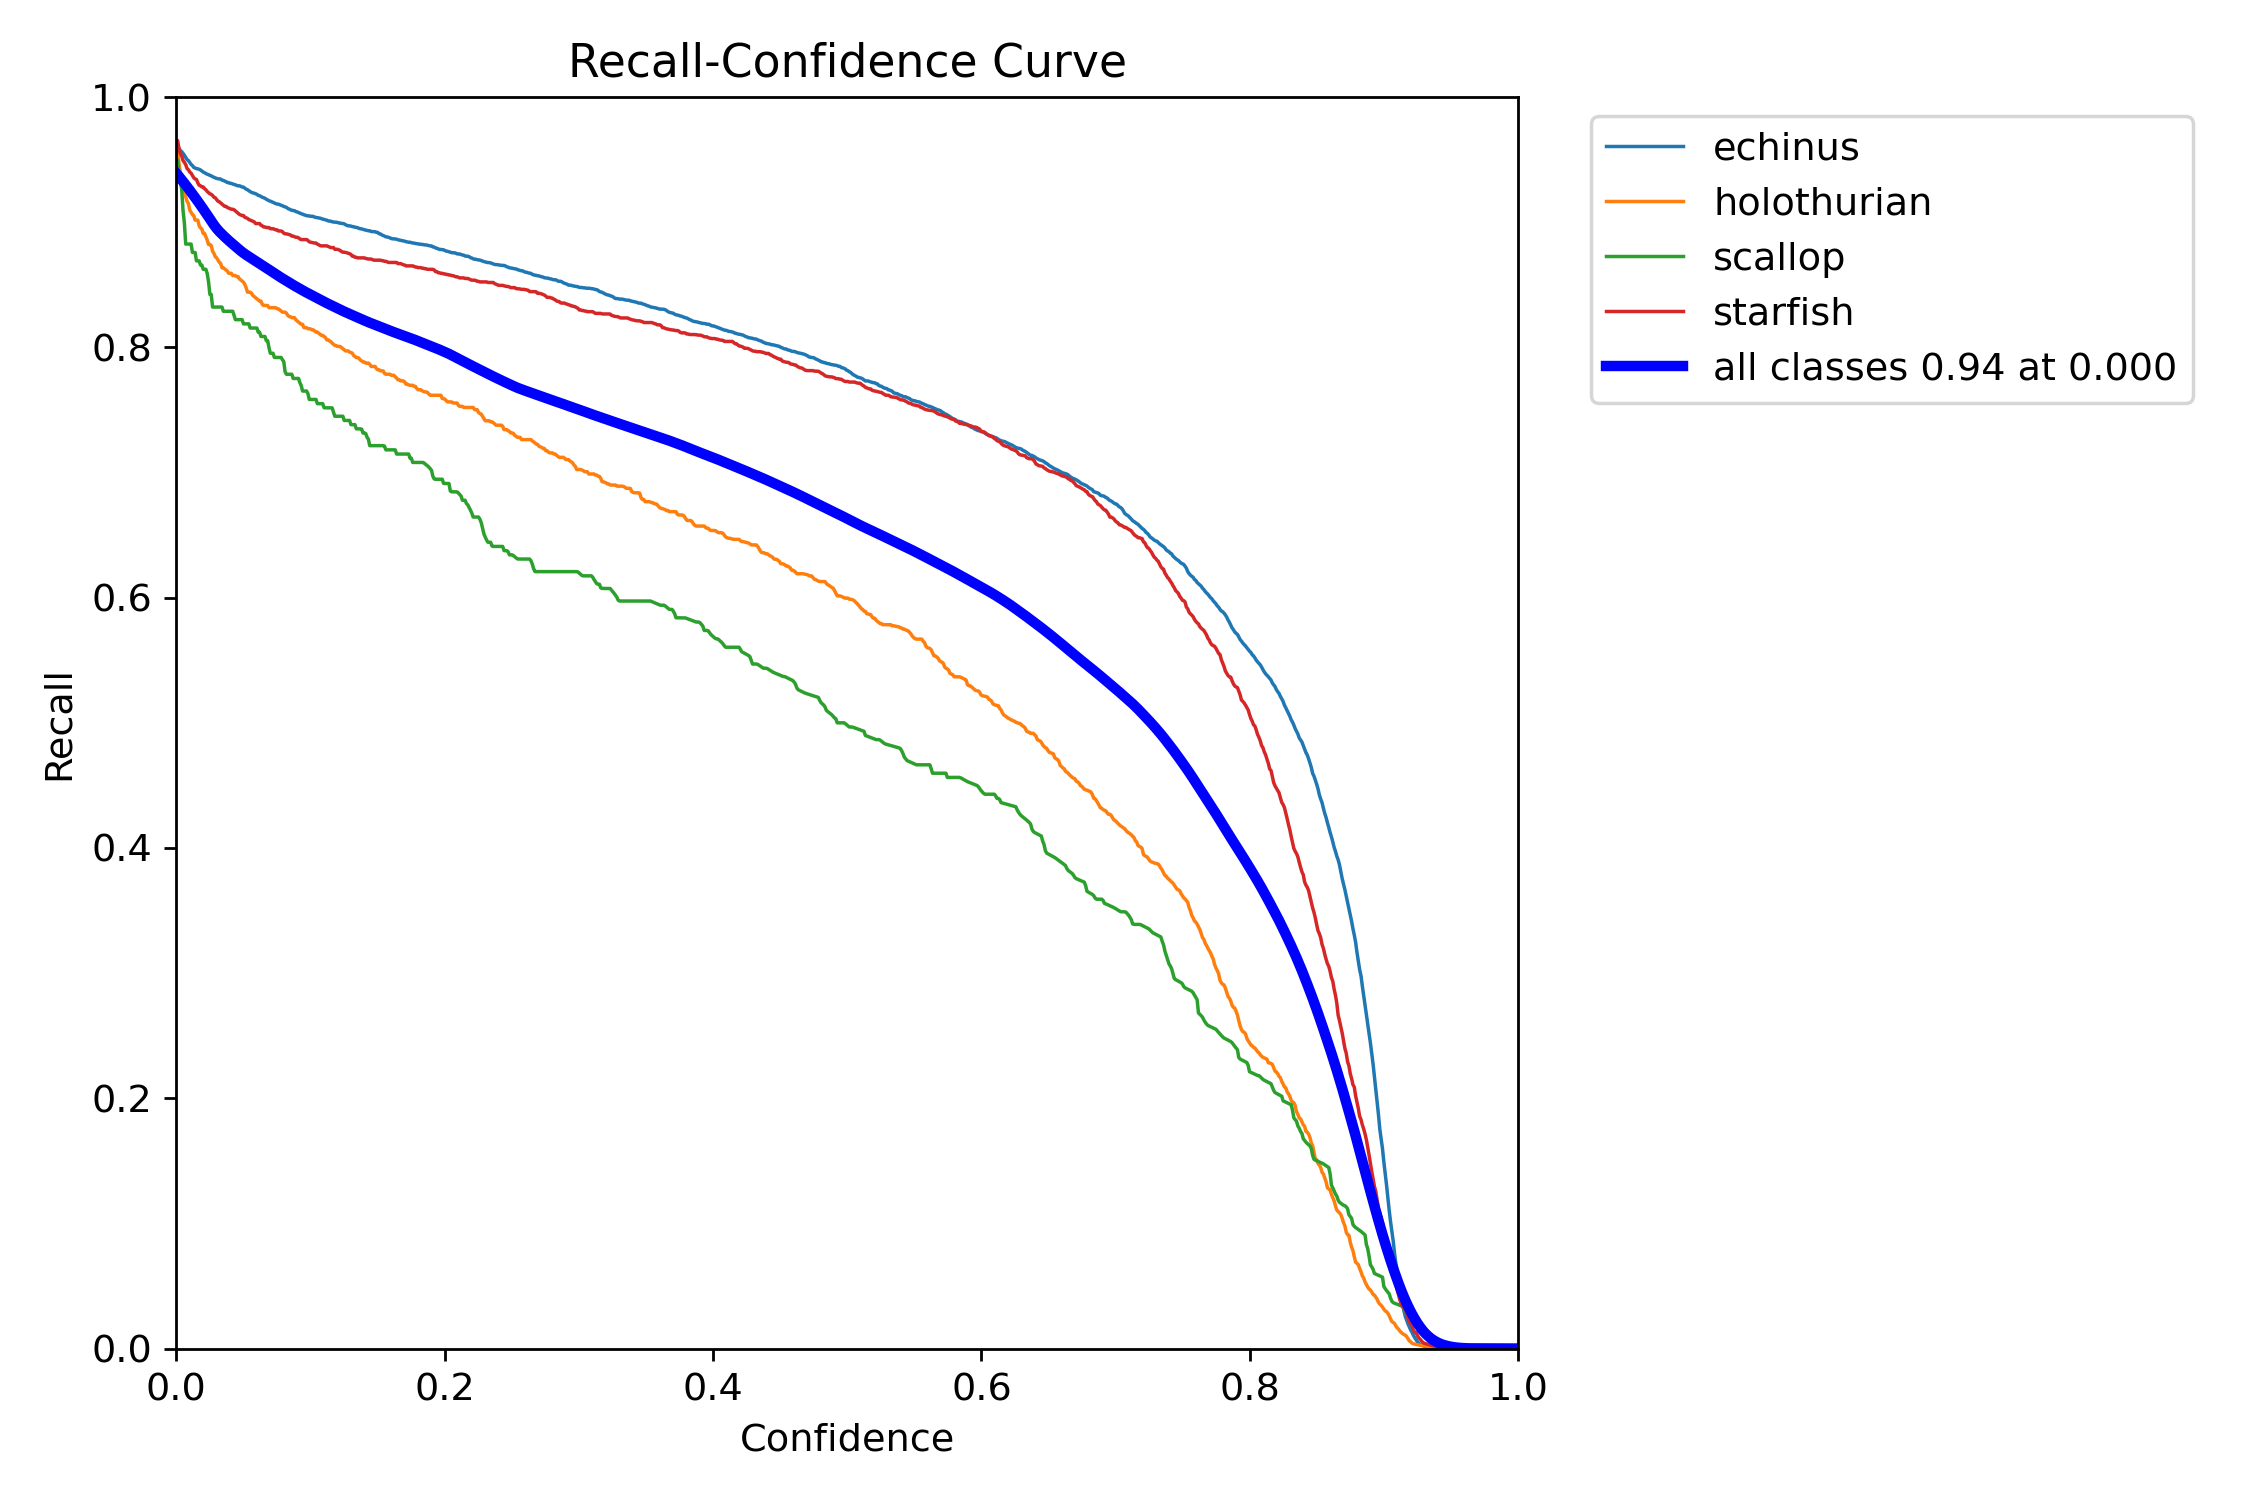 Recall-Confidence Curve
1.0
0.8
0.6
0.4
0.2
0.0
Recall
0.0 0.2 0.4 0.6 0.8 1.0
Confidence
echinus
holothurian
scallop
starfish
all classes 0.94 at 0.000